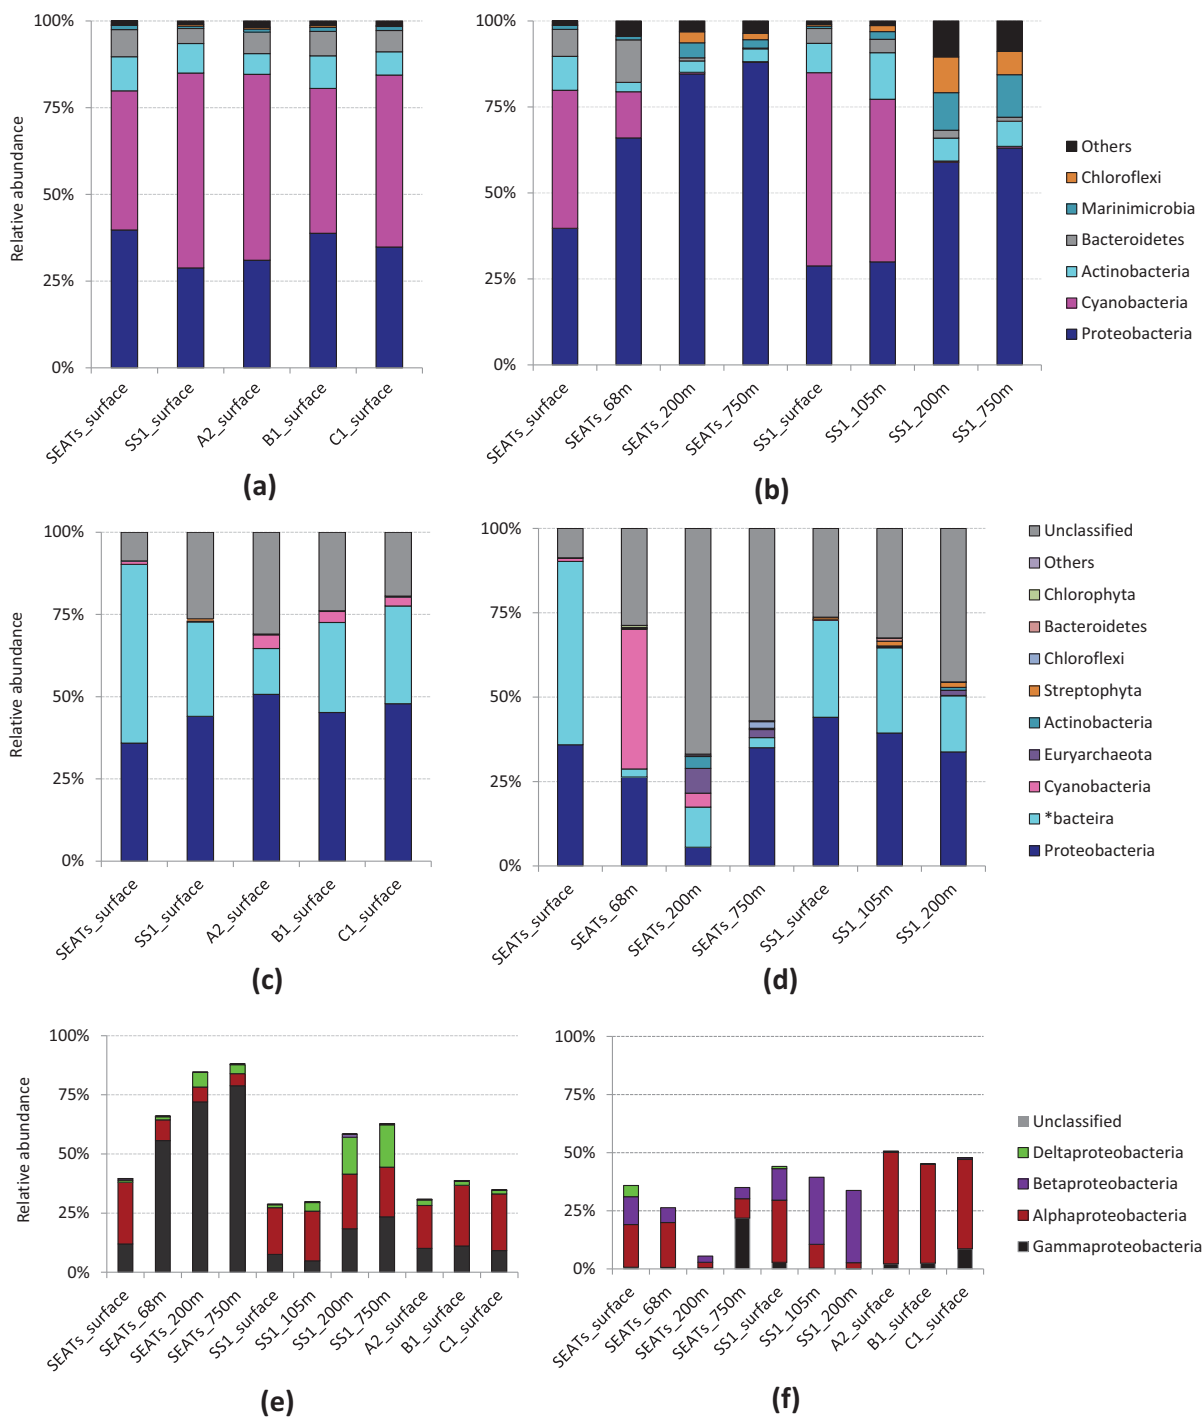 Relative abundance
100%
75%
50%
25%
0%
SEATs_surface
SS1_surface
A2_surface
B1_surface
C1_surface
(a)
100%
75%
50%
25%
0%
SEATs_surface
SEATs_68m
SEATs_200m
SEATs_750m
SS1_surface
SS1_105m
SS1_200m
SS1_750m
(b)
Others
Chloroflexi
Marinimicrobia
Bacteroidetes
Actinobacteria
Cyanobacteria
Proteobacteria
Relative abundance
100%
75%
50%
25%
0%
SEATs_surface
SS1_surface
A2_surface
B1_surface
C1_surface
(c)
100%
75%
50%
25%
0%
SEATs_surface
SEATs_68m
SEATs_200m
SEATs_750m
SS1_surface
SS1_105m
SS1_200m
(d)
Unclassified
Others
Chlorophyta
Bacteroidetes
Chloroflexi
Streptophyta
Actinobacteria
Euryarchaeota
Cyanobacteria
*bacteira
Proteobacteria
Relative abundance
100%
75%
50%
25%
0%
SEATs_surface
SEATs_68m
SEATs_200m
SEATs_750m
SS1_surface
SS1_105m
SS1_200m
SS1_750m
A2_surface
B1_surface
C1_surface
(e)
100%
75%
50%
25%
0%
SEATs_surface
SEATs_68m
SEATs_200m
SEATs_750m
SS1_surface
SS1_105m
SS1_200m
A2_surface
B1_surface
C1_surface
(f)
Unclassified
Deltaproteobacteria
Betaproteobacteria
Alphaproteobacteria
Gammaproteobacteria